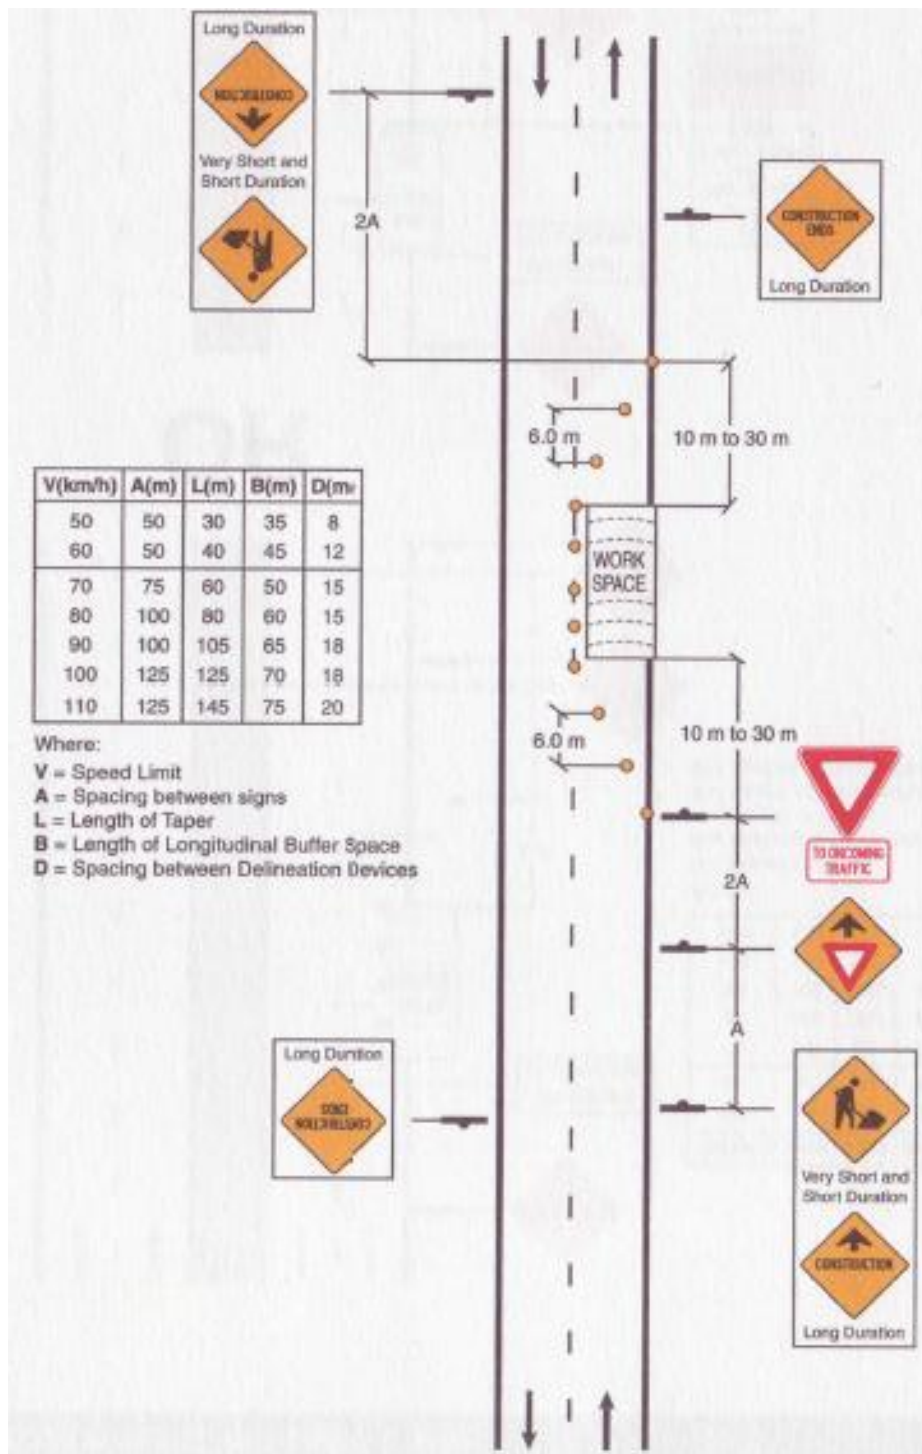 Long Duration
CONSTRUCTION
Very Short and
Short Duration
2A
CONSTRUCTION
ENDS
Long Duration
6.0 m
10 m to 30 m
V(km/h) A(m) L(m) B(m) D(m)
50 50 30 35 8
60 50 40 45 12
70 75 60 50 15
80 100 80 60 15
90 100 105 65 18
100 125 125 70 18
110 125 145 75 20
WORK
SPACE
Where:
V = Speed Limit
A = Spacing between signs
L = Length of Taper
B = Length of Longitudinal Buffer Space
D = Spacing between Delineation Devices
6.0 m
10 m to 30 m
TO ONCOMING
TRAFFIC
2A
A
Long Duration
CONSTRUCTION
ENDS
Very Short and
Short Duration
CONSTRUCTION
Long Duration